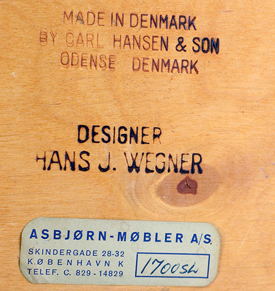 MADE IN DENMARK
BY CARL HANSEN & SON
ODENSE DENMARK
DESIGNER
HANS J. WEGNER
ASBJØRN-MØBLER A/S.
SKINDERGADE 28-32
KØBENHAVN K
TELEF. C. 829 - 14829
1700SH